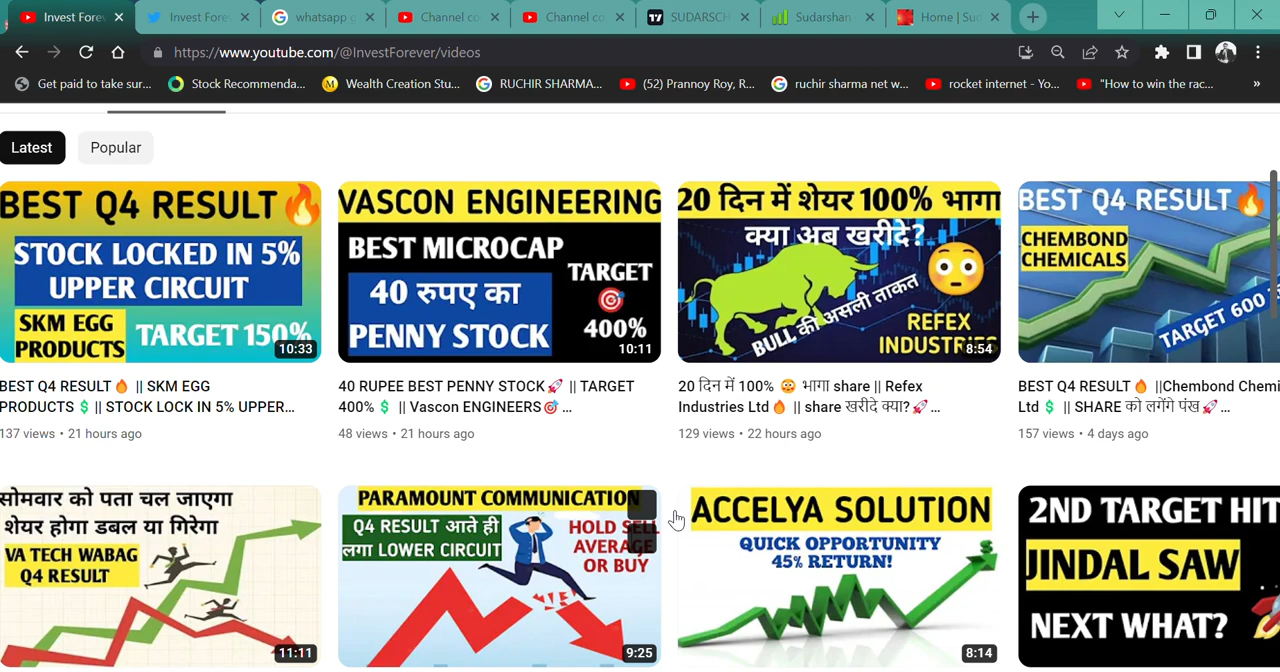 Invest Fore
Invest Fore
whatsapp g
Channel co
Channel co
SUDARSCH
Sudarshan
Home | Sud
https://www.youtube.com/@InvestForever/videos
Get paid to take sur...
Stock Recommenda...
Wealth Creation Stu...
RUCHIR SHARMA...
(52) Prannoy Roy, R...
ruchir sharma net w...
rocket internet - Yo...
"How to win the rac...
»
Latest
Popular
BEST Q4 RESULT🔥
STOCK LOCKED IN 5%
UPPER CIRCUIT
SKM EGG
PRODUCTS
TARGET 150%
10:33
VASCON ENGINEERING
BEST MICROCAP
40 रुपए का
PENNY STOCK
TARGET
🎯
400%
10:11
20 दिन में शेयर 100% भागा
क्या अब खरीदे?
BULL की असली ताकत
REFEX
INDUSTRIES
8:54
BEST Q4 RESULT🔥
CHEMBOND
CHEMICALS
TARGET 600
BEST Q4 RESULT🔥 || SKM EGG
PRODUCTS 💲 || STOCK LOCK IN 5% UPPER...
137 views • 21 hours ago
40 RUPEE BEST PENNY STOCK🚀 || TARGET
400% 💲 || Vascon ENGINEERS🎯...
48 views • 21 hours ago
20 दिन में 100% 😳 भागा share || Refex
Industries Ltd🔥 || share खरीदे क्या?🚀...
129 views • 22 hours ago
BEST Q4 RESULT🔥 ||Chembond Chemi
Ltd 💲 || SHARE को लगेंगे पंख🚀...
157 views • 4 days ago
सोमवार को पता चल जाएगा
शेयर होगा डबल या गिरेगा
VA TECH WABAG
Q4 RESULT
11:11
PARAMOUNT COMMUNICATION
Q4 RESULT आते ही
लगा LOWER CIRCUIT
HOLD SELL
AVERAGE
OR BUY
9:25
ACCELYA SOLUTION
QUICK OPPORTUNITY
45% RETURN!
8:14
2ND TARGET HIT
JINDAL SAW
NEXT WHAT?